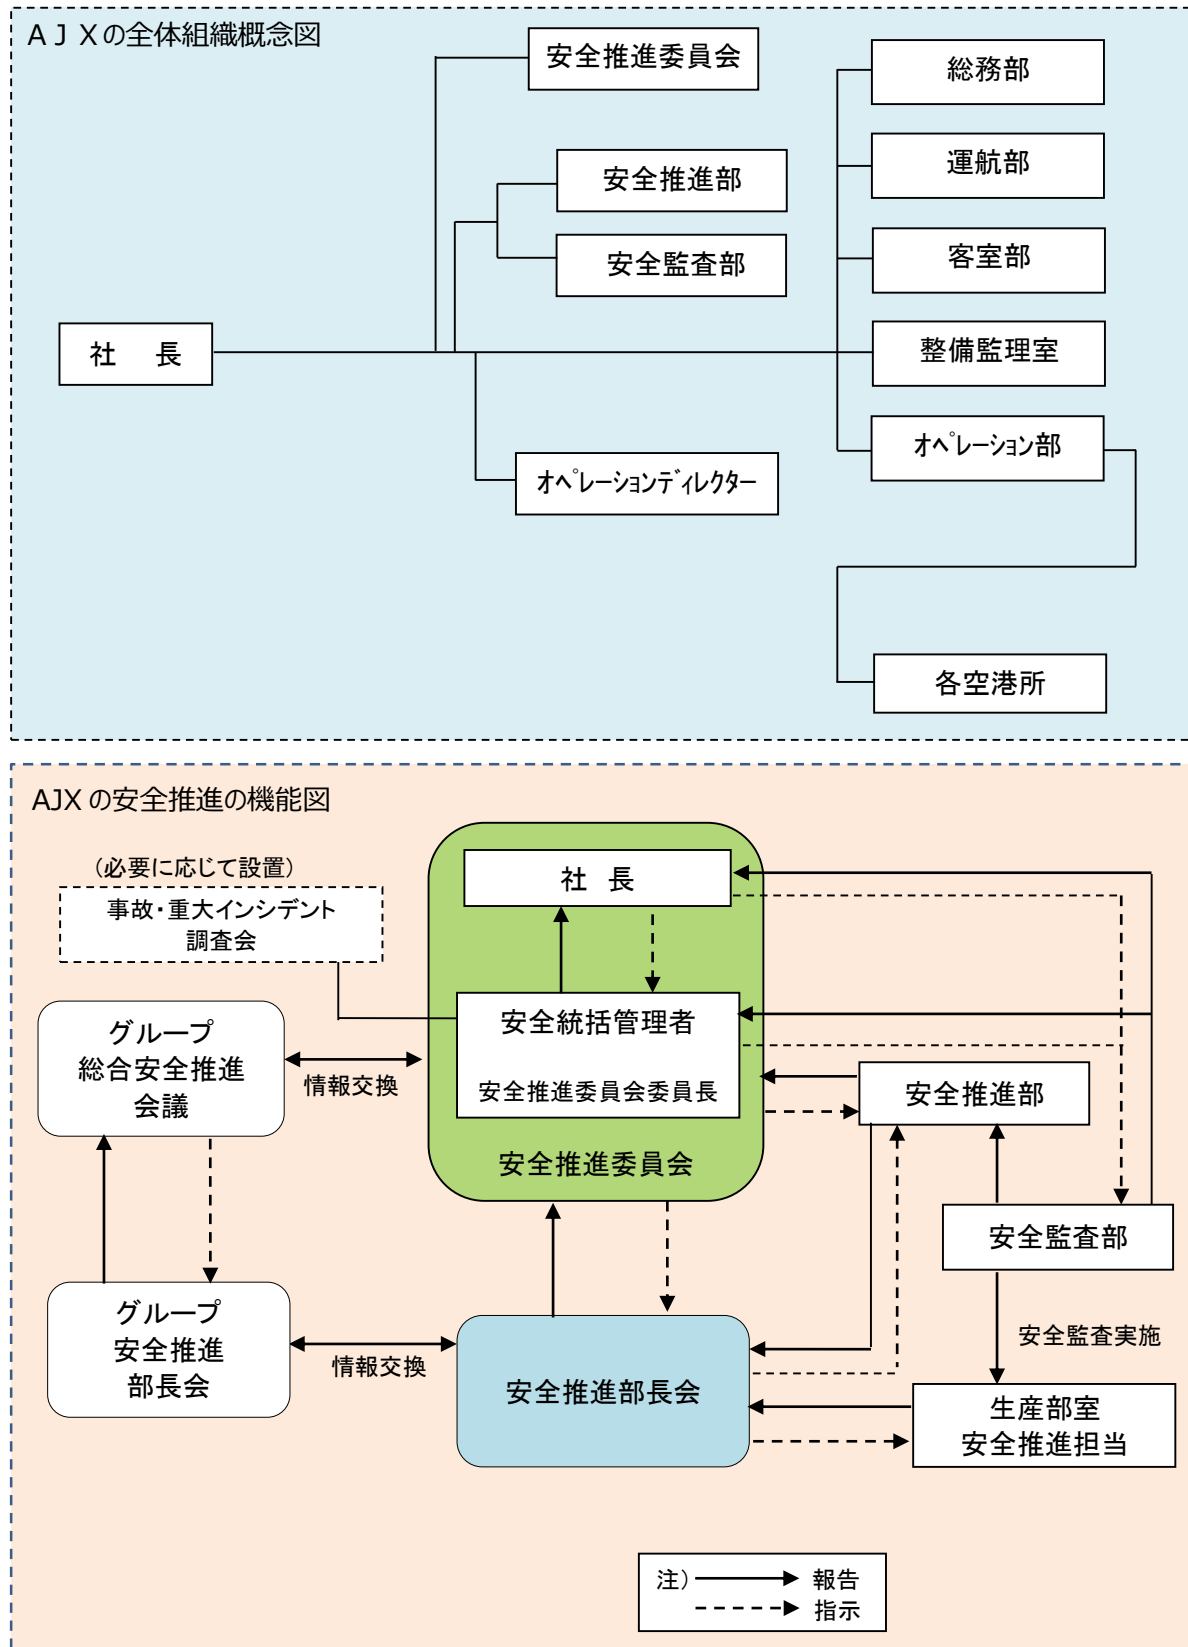 ＡＪＸの全体組織概念図
安全推進委員会
総務部
安全推進部
運航部
安全監査部
客室部
社　長
整備監理室
ｵﾍﾟﾚｰｼｮﾝ部
ｵﾍﾟﾚｰｼｮﾝﾃﾞｨﾚｸﾀｰ
各空港所
AJXの安全推進の機能図
（必要に応じて設置）
事故・重大インシデント
調査会
社　長
グループ
総合安全推進
会議
情報交換
安全統括管理者
安全推進委員会委員長
安全推進委員会
安全推進部
安全監査部
グループ
安全推進
部長会
情報交換
安全推進部長会
安全監査実施
生産部室
安全推進担当
注） 報告
指示